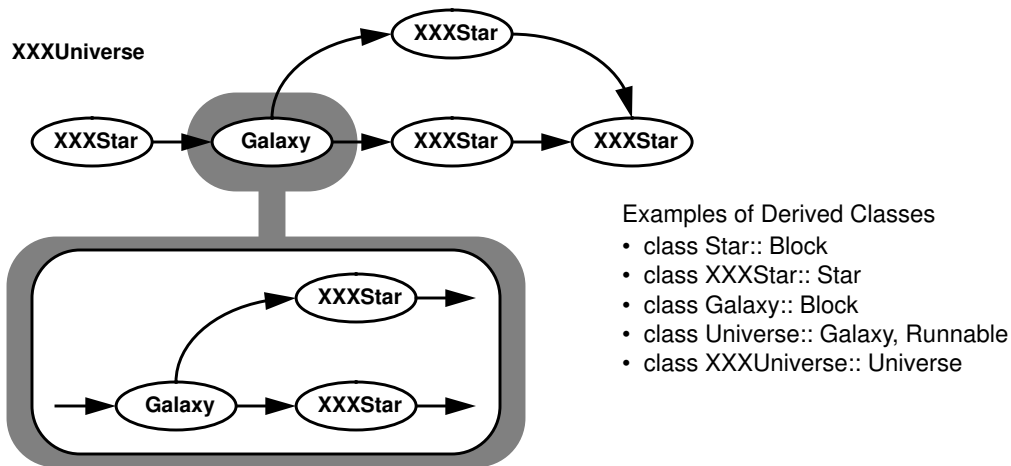 XXXUniverse
XXXStar
XXXStar
Galaxy
XXXStar
XXXStar
XXXStar
Galaxy
XXXStar
Examples of Derived Classes
• class Star:: Block
• class XXXStar:: Star
• class Galaxy:: Block
• class Universe:: Galaxy, Runnable
• class XXXUniverse:: Universe